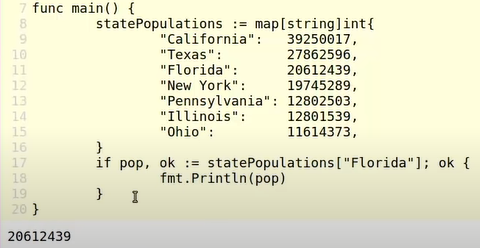 7 func main() {
8         statePopulations := map[string]int{
9                 "California":   39250017,
10                 "Texas":        27862596,
11                 "Florida":      20612439,
12                 "New York":     19745289,
13                 "Pennsylvania": 12802503,
14                 "Illinois":     12801539,
15                 "Ohio":         11614373,
16         }
17         if pop, ok := statePopulations["Florida"]; ok {
18                 fmt.Println(pop)
19         }
20 }
20612439